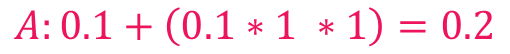 A: 0.1 + (0.1 * 1 * 1) = 0.2